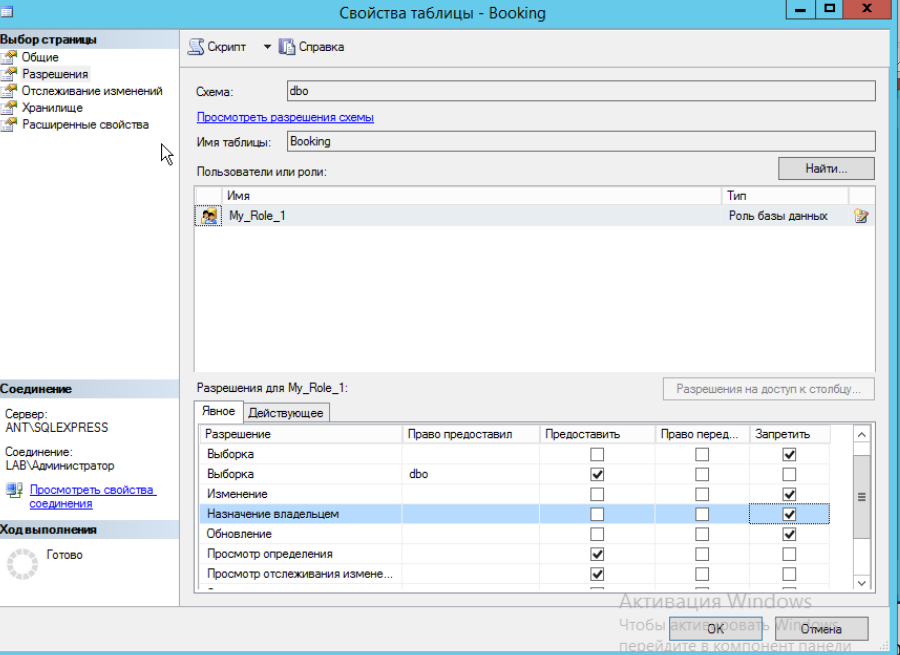 Свойства таблицы - Booking
Выбор страницы
Общие
Разрешения
Отслеживание изменений
Хранилище
Расширенные свойства
Скрипт
Справка
Схема:
dbo
Просмотреть разрешения схемы
Имя таблицы:
Booking
Пользователи или роли:
Найти...
Имя Тип
My_Role_1 Роль базы данных
Соединение
Сервер:
ANT\SQLEXPRESS
Соединение:
LAB\Администратор
Просмотреть свойства
соединения
Ход выполнения
Готово
Разрешения для My_Role_1:
Разрешения на доступ к столбцу...
Явное Действующее
Разрешение Право предоставил Предоставить Право перед... Запретить
Выборка
Выборка dbo
Изменение
Назначение владельцем
Обновление
Просмотр определения
Просмотр отслеживания измене...
Активация Windows
Чтобы активировать Windows,
перейдите в компонент панели
OK
Отмена